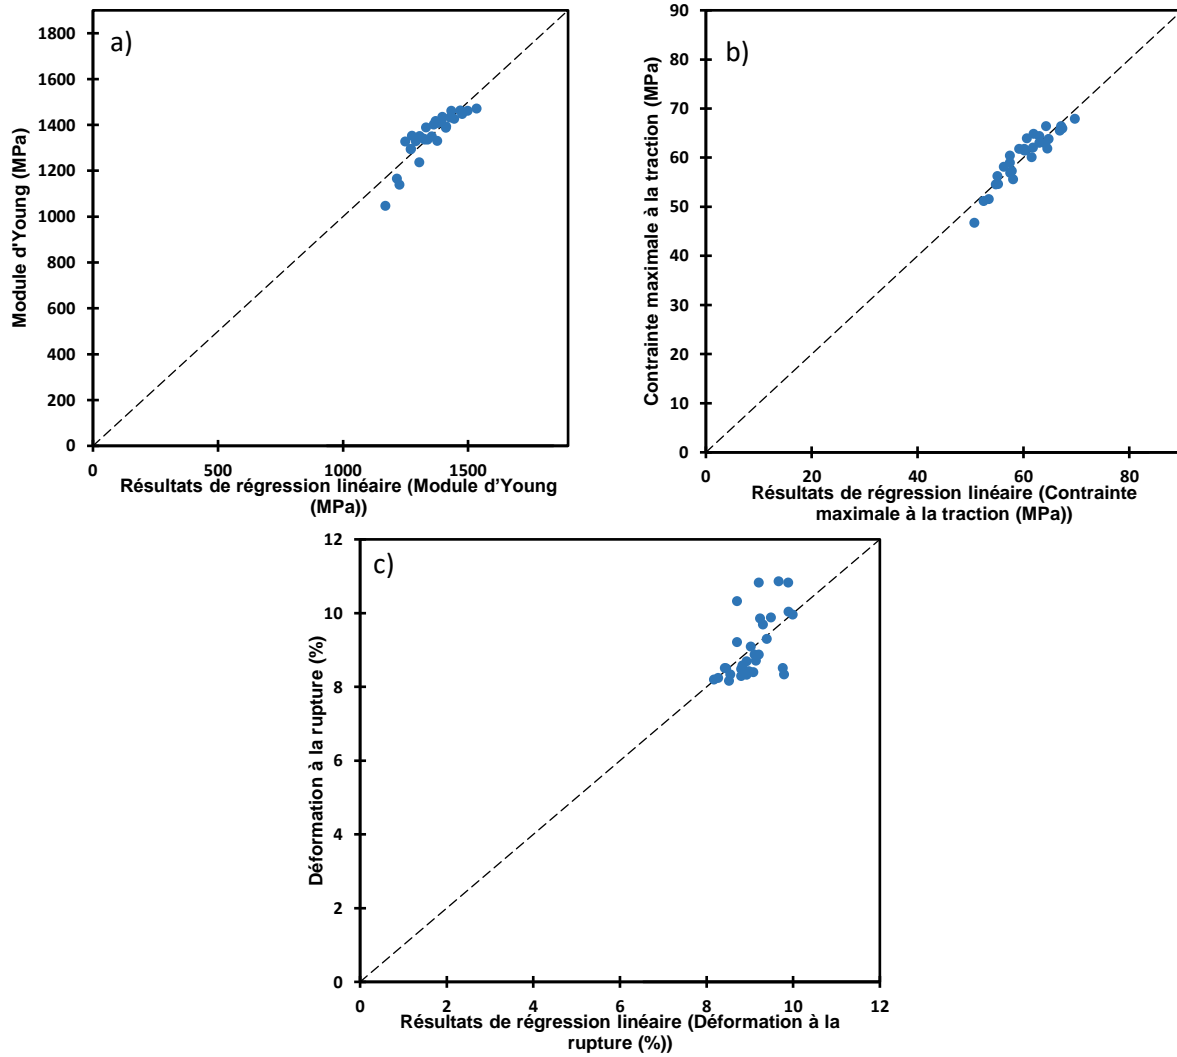 a)
1800
1600
1400
1200
1000
800
600
400
200
0
Module d'Young (MPa)
0 500 1000 1500
Résultats de régression linéaire (Module d'Young
(MPa))
b)
90
80
70
60
50
40
30
20
10
0
Contrainte maximale à la traction (MPa)
0 20 40 60 80
Résultats de régression linéaire (Contrainte
maximale à la traction (MPa))
c)
12
10
8
6
4
2
0
Déformation à la rupture (%)
0 2 4 6 8 10 12
Résultats de régression linéaire (Déformation à la
rupture (%))